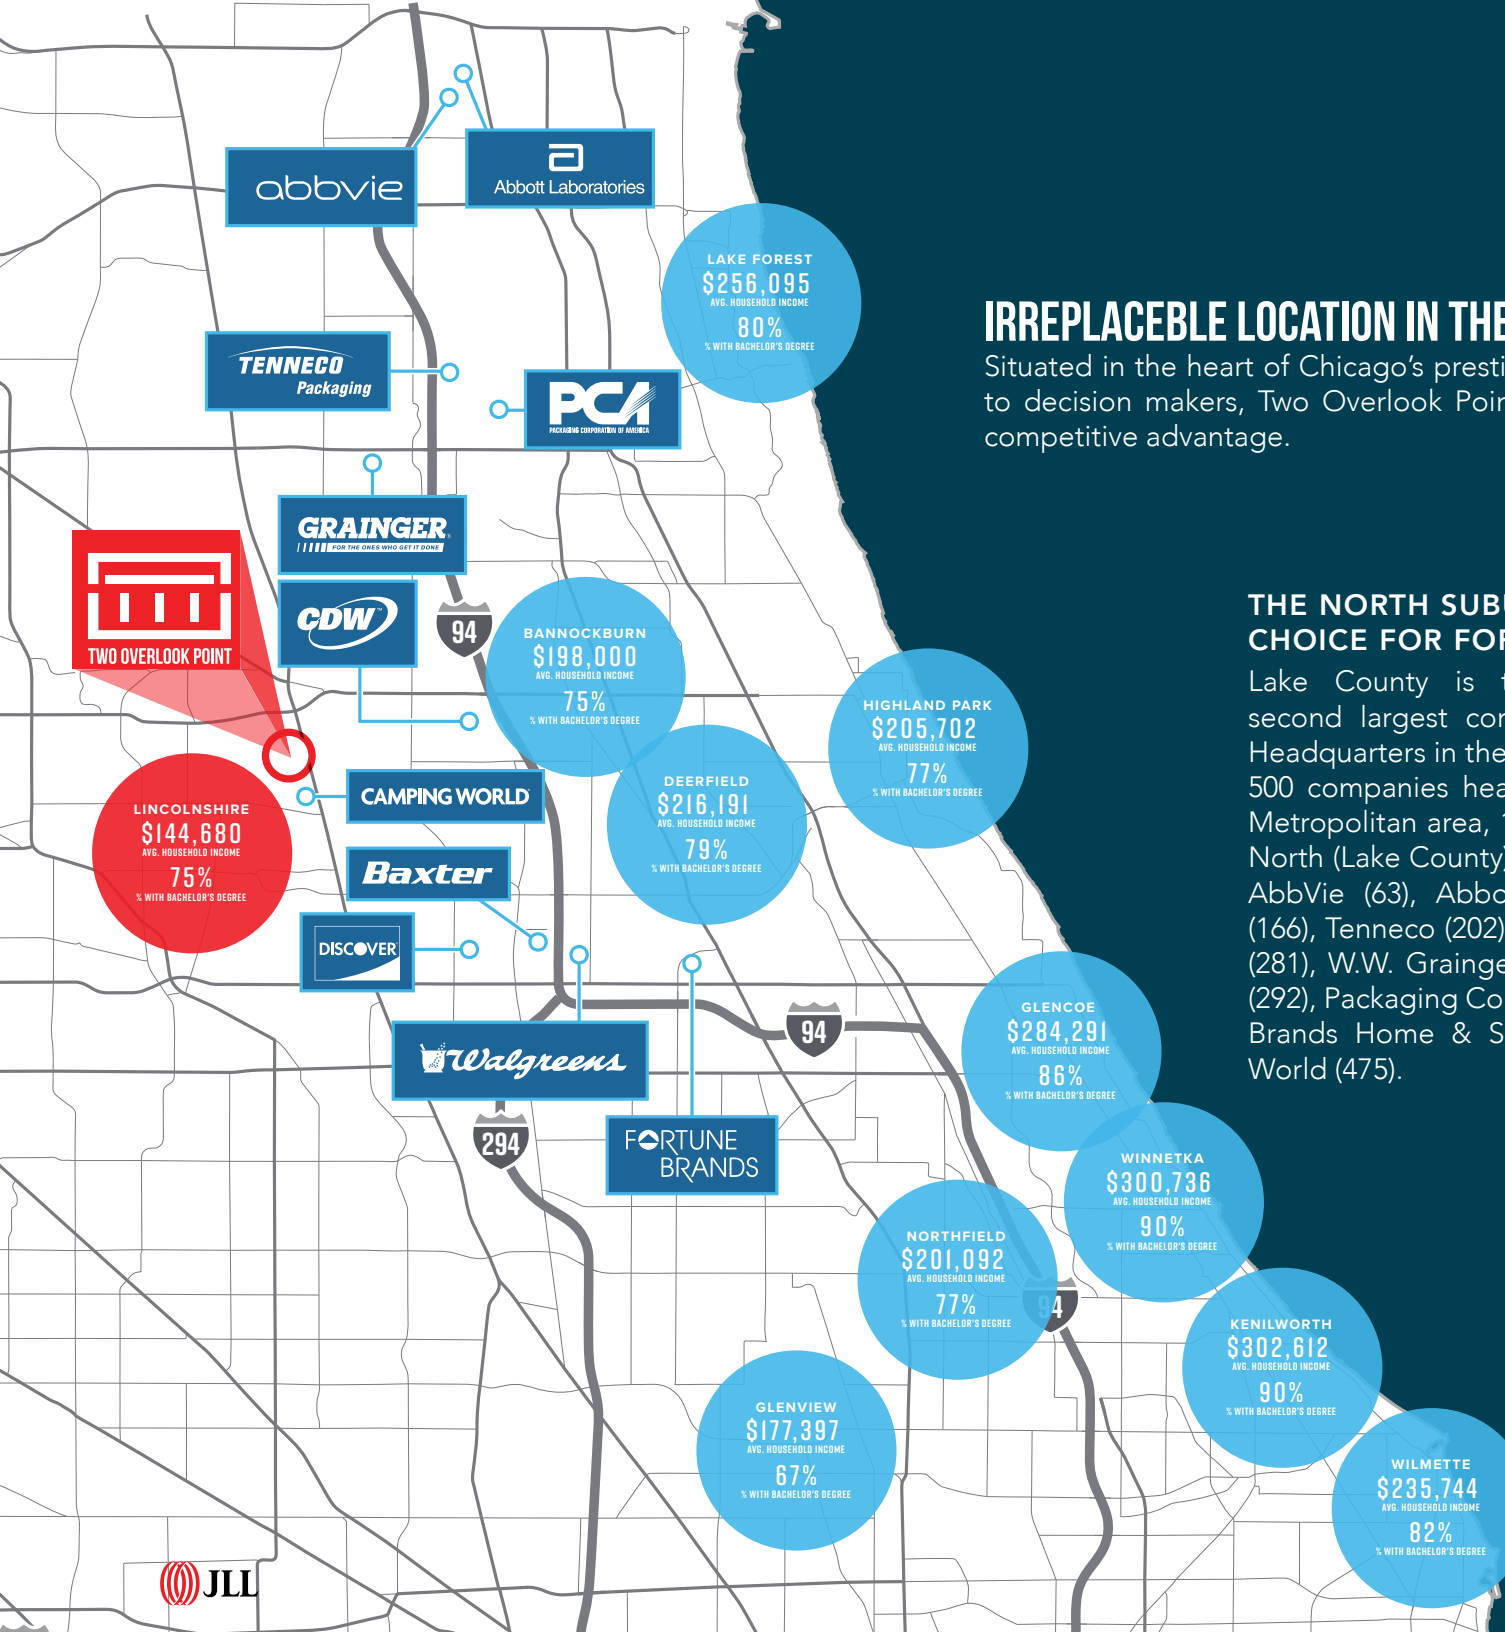 abbvie
Abbott Laboratories
LAKE FOREST
$256,095
AVG. HOUSEHOLD INCOME
80%
% WITH BACHELOR'S DEGREE
IRREPLACEBLE LOCATION IN THE
Situated in the heart of Chicago's presti
to decision makers, Two Overlook Poin
competitive advantage.
TENNECO
Packaging
PCA
PACKAGING CORPORATION OF AMERICA
GRAINGER
FOR THE ONES WHO GET IT DONE
TWO OVERLOOK POINT
CDW
94
BANNOCKBURN
$198,000
AVG. HOUSEHOLD INCOME
75%
% WITH BACHELOR'S DEGREE
THE NORTH SUBU
CHOICE FOR FOR
Lake County is t
second largest cor
Headquarters in the
500 companies hea
Metropolitan area, 1
North (Lake County)
AbbVie (63), Abbo
(166), Tenneco (202)
(281), W.W. Grainge
(292), Packaging Co
Brands Home & S
World (475).
HIGHLAND PARK
$205,702
AVG. HOUSEHOLD INCOME
77%
% WITH BACHELOR'S DEGREE
DEERFIELD
$216,191
AVG. HOUSEHOLD INCOME
79%
% WITH BACHELOR'S DEGREE
LINCOLNSHIRE
$144,680
AVG. HOUSEHOLD INCOME
75%
% WITH BACHELOR'S DEGREE
CAMPING WORLD
Baxter
DISCOVER
Walgreens
94
GLENCOE
$284,291
AVG. HOUSEHOLD INCOME
86%
% WITH BACHELOR'S DEGREE
294
FORTUNE
BRANDS
WINNETKA
$300,736
AVG. HOUSEHOLD INCOME
90%
% WITH BACHELOR'S DEGREE
NORTHFIELD
$201,092
AVG. HOUSEHOLD INCOME
77%
% WITH BACHELOR'S DEGREE
94
KENILWORTH
$302,612
AVG. HOUSEHOLD INCOME
90%
% WITH BACHELOR'S DEGREE
GLENVIEW
$177,397
AVG. HOUSEHOLD INCOME
67%
% WITH BACHELOR'S DEGREE
WILMETTE
$235,744
AVG. HOUSEHOLD INCOME
82%
% WITH BACHELOR'S DEGREE
JLL